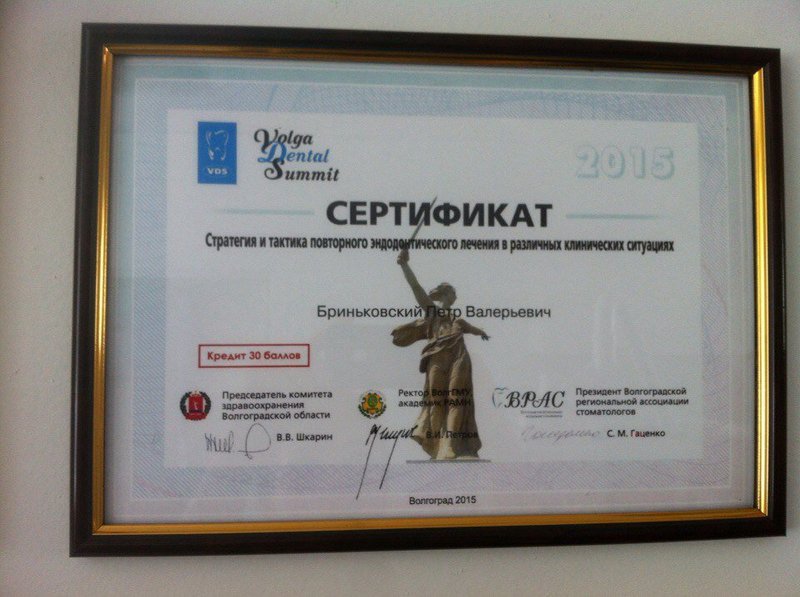 VDS
Volga
Dental
Summit
2015
СЕРТИФИКАТ
Стратегия и тактика повторного эндодонтического лечения в различных клинических ситуациях
Бриньковский Петр Валерьевич
Кредит 30 баллов
Председатель комитета
здравоохранения
Волгоградской области
В.В. Шкарин
Ректор ВолгГМУ,
академик РАМН
В.И. Петров
ВРАС
Президент Волгоградской
региональной ассоциации
стоматологов
С. М. Гаценко
Волгоград 2015